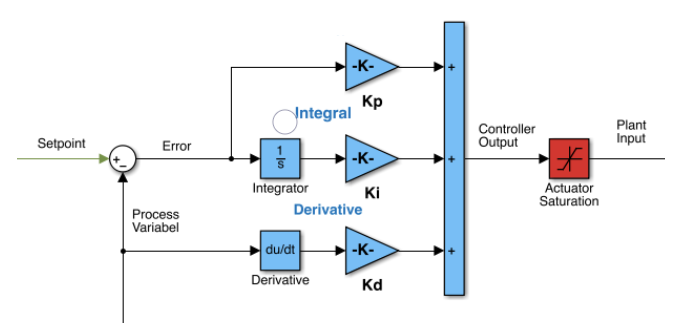 -K-
+
Kp
Integral
Setpoint
+
-
Error
1
s
Integrator
-K-
+
Ki
Controller
Output
Plant
Input
Actuator
Saturation
Derivative
Process
Variabel
du/dt
Derivative
-K-
+
Kd